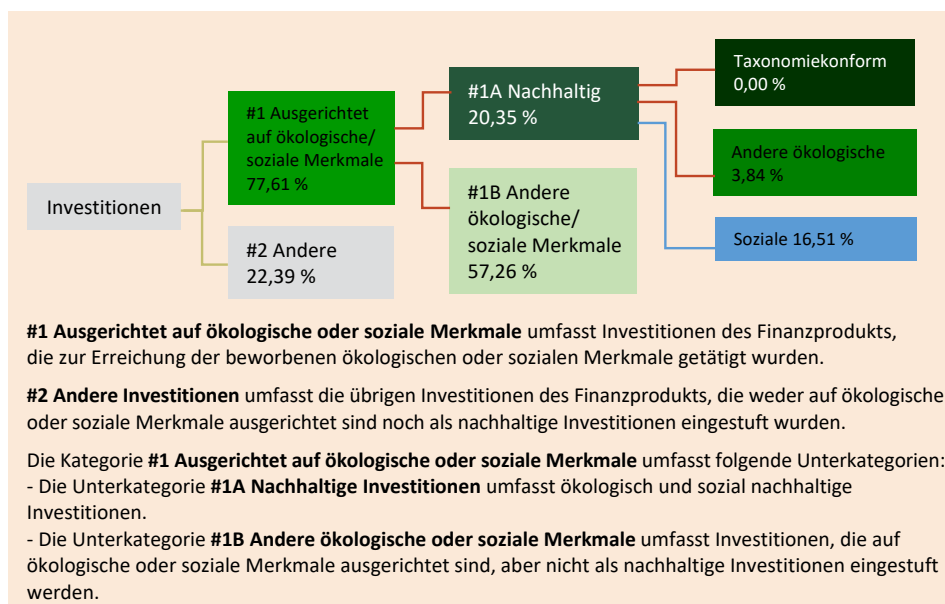 Investitionen
#1 Ausgerichtet
auf ökologische/
soziale Merkmale
77,61 %
#2 Andere
22,39 %
#1A Nachhaltig
20,35 %
#1B Andere
ökologische/
soziale Merkmale
57,26 %
Taxonomiekonform
0,00 %
Andere ökologische
3,84 %
Soziale 16,51 %
#1 Ausgerichtet auf ökologische oder soziale Merkmale umfasst Investitionen des Finanzprodukts,
die zur Erreichung der beworbenen ökologischen oder sozialen Merkmale getätigt wurden.
#2 Andere Investitionen umfasst die übrigen Investitionen des Finanzprodukts, die weder auf ökologische
oder soziale Merkmale ausgerichtet sind noch als nachhaltige Investitionen eingestuft wurden.
Die Kategorie #1 Ausgerichtet auf ökologische oder soziale Merkmale umfasst folgende Unterkategorien:
- Die Unterkategorie #1A Nachhaltige Investitionen umfasst ökologisch und sozial nachhaltige
Investitionen.
- Die Unterkategorie #1B Andere ökologische oder soziale Merkmale umfasst Investitionen, die auf
ökologische oder soziale Merkmale ausgerichtet sind, aber nicht als nachhaltige Investitionen eingestuft
werden.